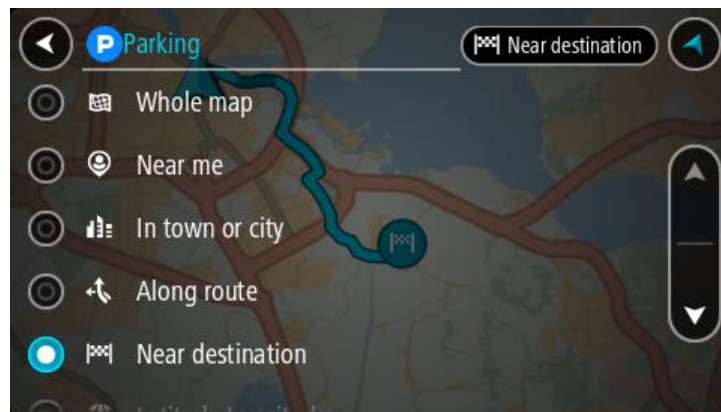 P Parking
Near destination
Whole map
Near me
In town or city
Along route
Near destination